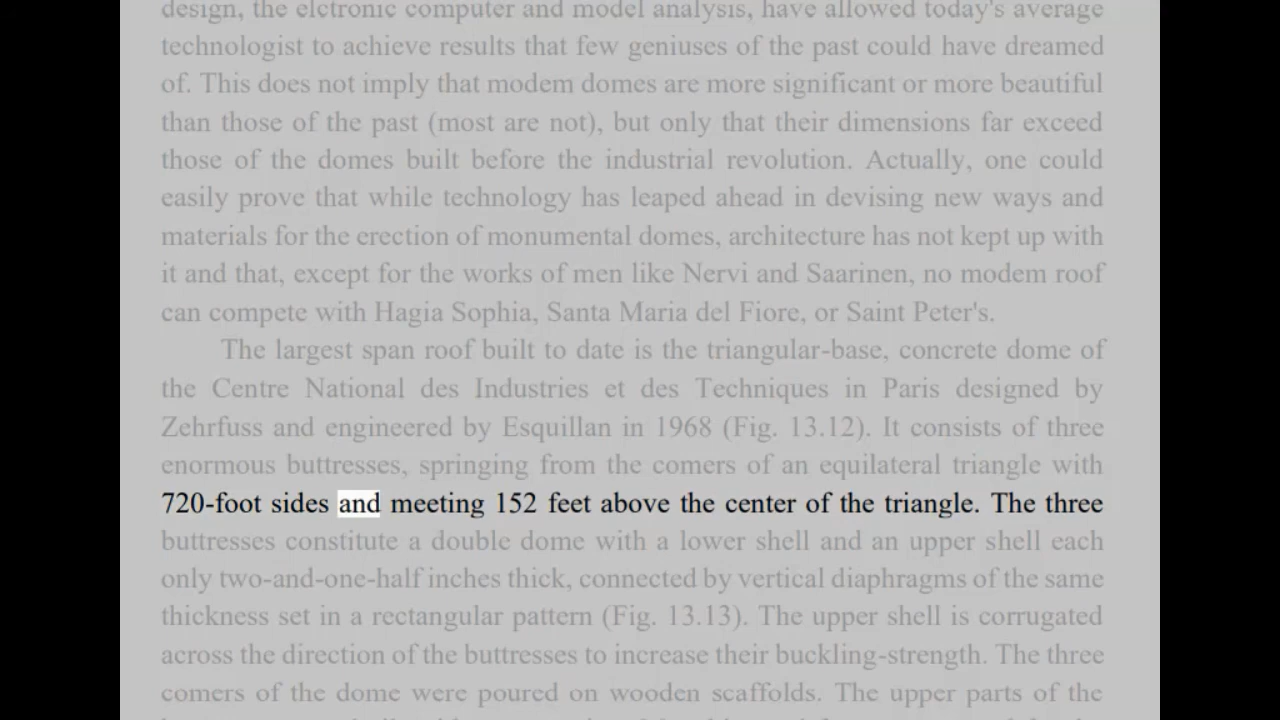 design, the elctronic computer and model analysis, have allowed today's average
technologist to achieve results that few geniuses of the past could have dreamed
of. This does not imply that modem domes are more significant or more beautiful
than those of the past (most are not), but only that their dimensions far exceed
those of the domes built before the industrial revolution. Actually, one could
easily prove that while technology has leaped ahead in devising new ways and
materials for the erection of monumental domes, architecture has not kept up with
it and that, except for the works of men like Nervi and Saarinen, no modem roof
can compete with Hagia Sophia, Santa Maria del Fiore, or Saint Peter's.
The largest span roof built to date is the triangular-base, concrete dome of
the Centre National des Industries et des Techniques in Paris designed by
Zehrfuss and engineered by Esquillan in 1968 (Fig. 13.12). It consists of three
enormous buttresses, springing from the comers of an equilateral triangle with
720-foot sides and meeting 152 feet above the center of the triangle. The three
buttresses constitute a double dome with a lower shell and an upper shell each
only two-and-one-half inches thick, connected by vertical diaphragms of the same
thickness set in a rectangular pattern (Fig. 13.13). The upper shell is corrugated
across the direction of the buttresses to increase their buckling-strength. The three
comers of the dome were poured on wooden scaffolds. The upper parts of the